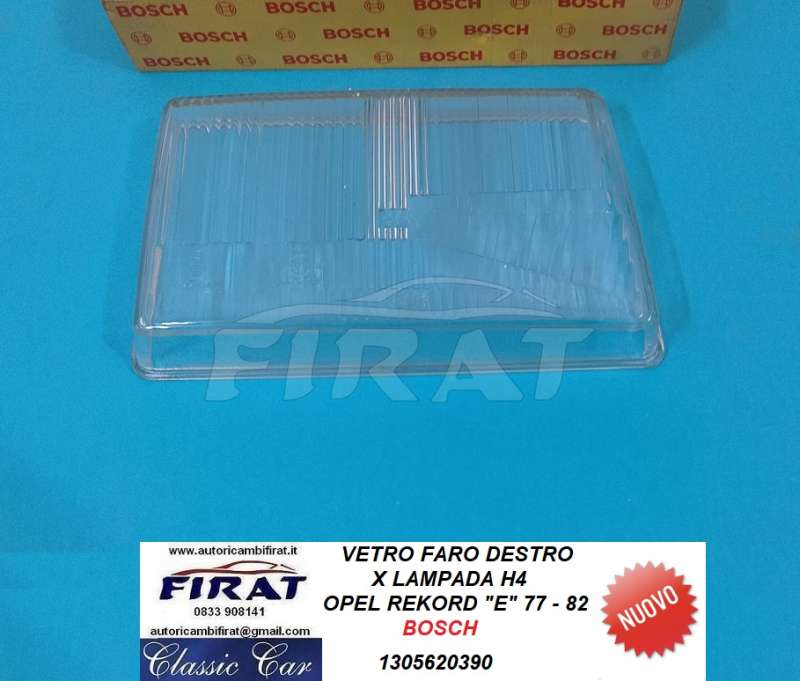 BOSCH BOSCH BOSCH BOSCH
BOSCH BOSCH BOSCH BOSCH BOSCH
BOSCH BOSCH BOSCH BOSCH
FIRAT
www.autoricambifirat.it
FIRAT
0833 908141
autoricambifirat@gmail.com
Classic Car
VETRO FARO DESTRO
X LAMPADA H4
OPEL REKORD "E" 77 - 82
BOSCH
1305620390
NUOVO